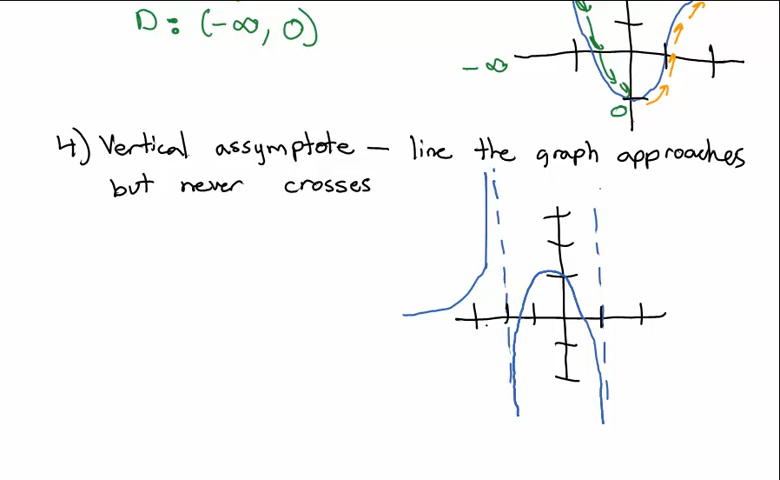 D: (-∞, 0)
-∞
0
4) Vertical assymptote — line the graph approaches
but never crosses